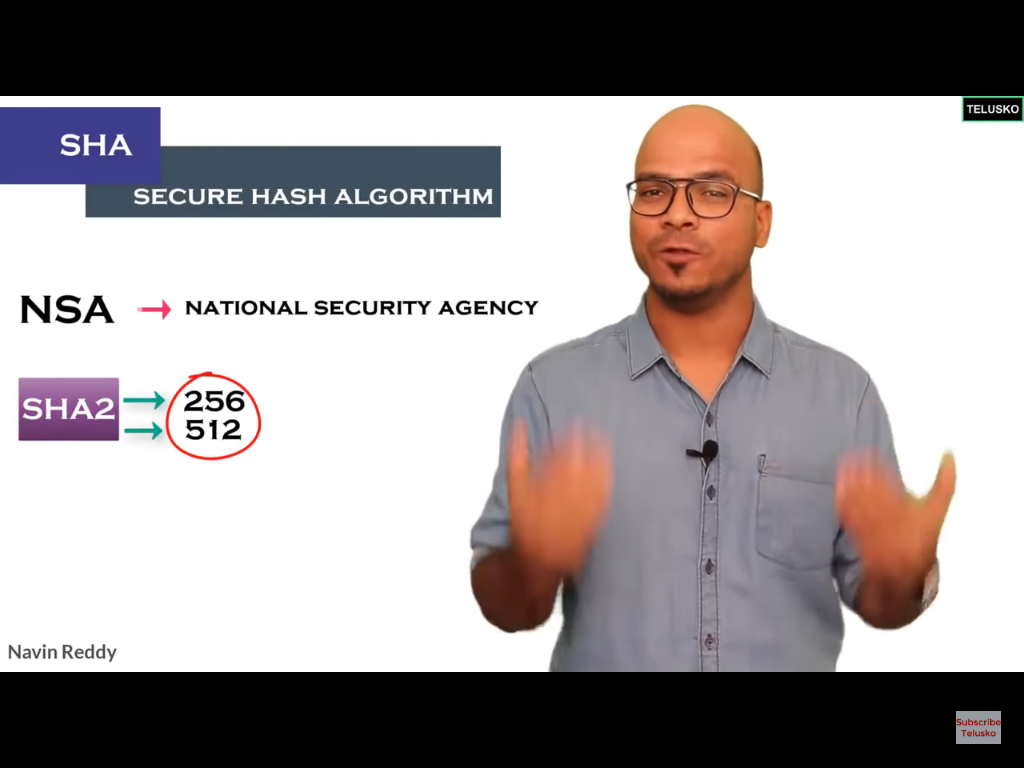 TELUSKO
SHA
SECURE HASH ALGORITHM
NSA → NATIONAL SECURITY AGENCY
SHA2 → 256
→ 512
Navin Reddy
Subscribe
Telusko